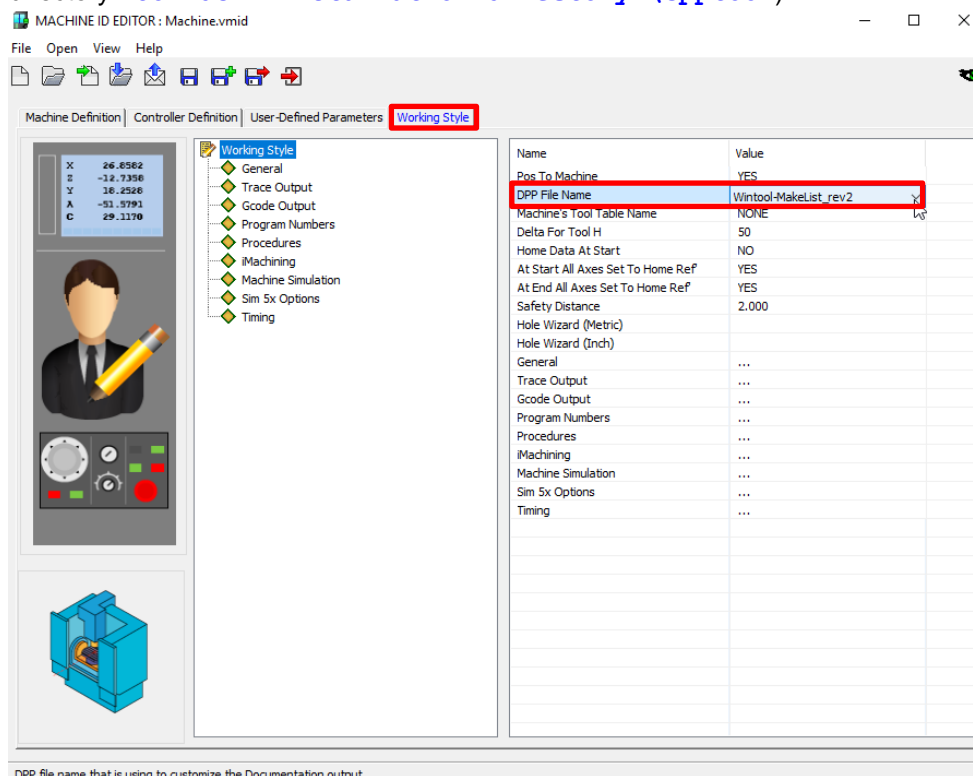 MACHINE ID EDITOR : Machine.vmid
File Open View Help
Machine Definition Controller Definition User-Defined Parameters Working Style
X 26.8582
Z -12.7358
Y 18.2528
A -51.5791
C 29.1170
Working Style
General
Trace Output
Gcode Output
Program Numbers
Procedures
iMachining
Machine Simulation
Sim 5x Options
Timing
Name Value
Pos To Machine YES
DPP File Name Wintool-MakeList_rev2
Machine's Tool Table Name NONE
Delta For Tool H 50
Home Data At Start NO
At Start All Axes Set To Home Ref' YES
At End All Axes Set To Home Ref' YES
Safety Distance 2.000
Hole Wizard (Metric)
Hole Wizard (Inch)
General ...
Trace Output ...
Gcode Output ...
Program Numbers ...
Procedures ...
iMachining ...
Machine Simulation ...
Sim 5x Options ...
Timing ...
DPP file name that is using to customize the Documentation output